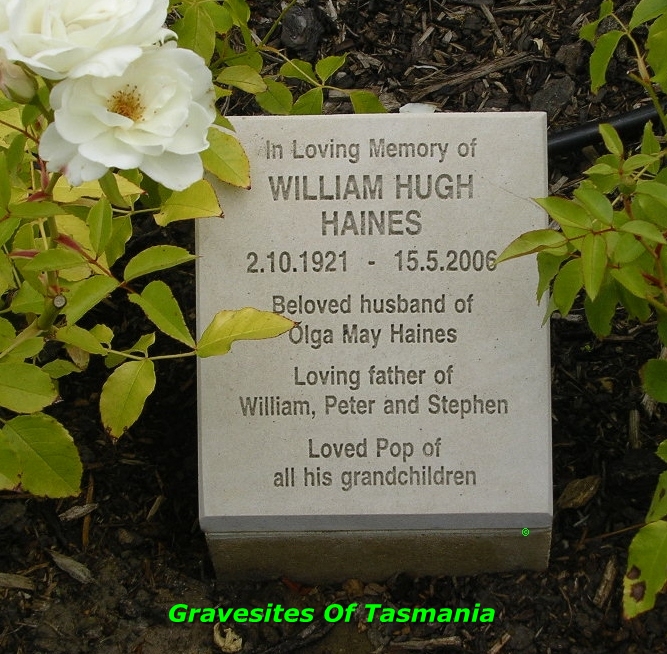 In Loving Memory of
WILLIAM HUGH
HAINES
2.10.1921 - 15.5.2006
Beloved husband of
Olga May Haines
Loving father of
William, Peter and Stephen
Loved Pop of
all his grandchildren
©
Gravesites Of Tasmania